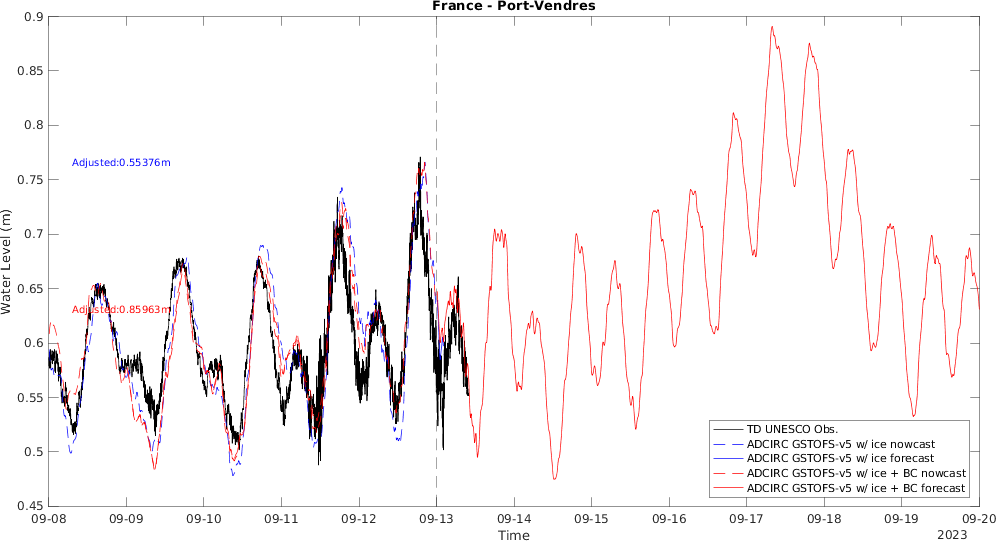 France - Port-Vendres
0.9
0.85
0.8
0.75
0.7
0.65
0.6
0.55
0.5
0.45
Water Level (m)
Adjusted:0.55376m
Adjusted:0.85963m
TD UNESCO Obs.
ADCIRC GSTOFS-v5 w/ ice nowcast
ADCIRC GSTOFS-v5 w/ ice forecast
ADCIRC GSTOFS-v5 w/ ice + BC nowcast
ADCIRC GSTOFS-v5 w/ ice + BC forecast
09-08 09-09 09-10 09-11 09-12 09-13 09-14 09-15 09-16 09-17 09-18 09-19 09-20
Time
2023